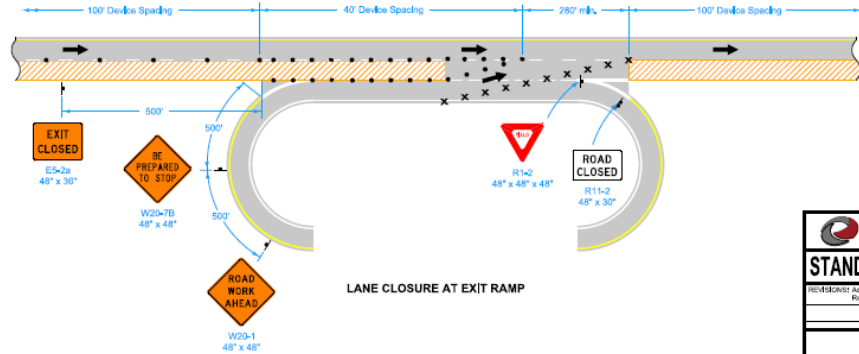 100' Device Spacing
40' Device Spacing
280' min.
100' Device Spacing
500'
500'
500'
EXIT
CLOSED
E5-2a
48" x 36"
BE
PREPARED
TO STOP
W20-7B
48" x 48"
ROAD
WORK
AHEAD
W20-1
48" x 48"
R1-2
48" x 48" x 48"
ROAD
CLOSED
R11-2
48" x 30"
LANE CLOSURE AT EXIT RAMP
STAND
REVISIONS: